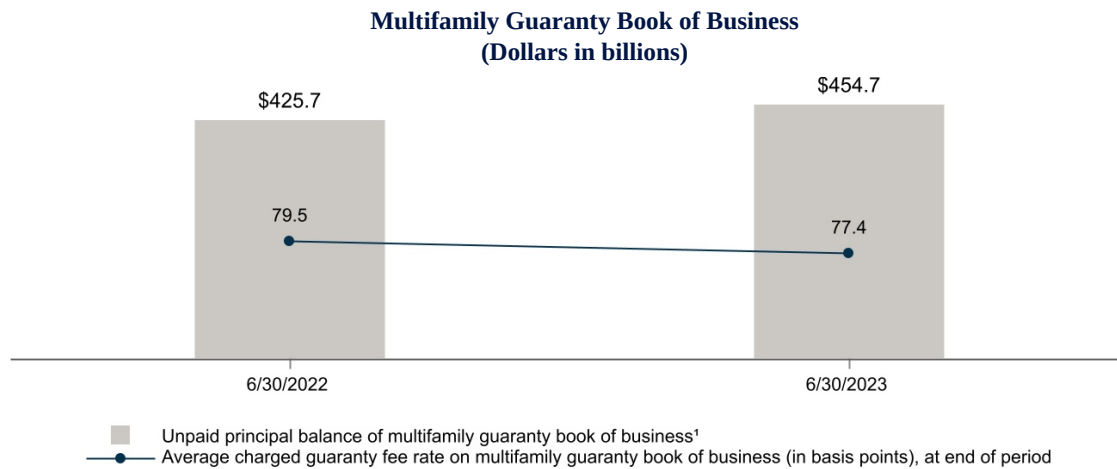 Multifamily Guaranty Book of Business
(Dollars in billions)
$425.7
$454.7
79.5
77.4
6/30/2022
6/30/2023
Unpaid principal balance of multifamily guaranty book of business¹
Average charged guaranty fee rate on multifamily guaranty book of business (in basis points), at end of period